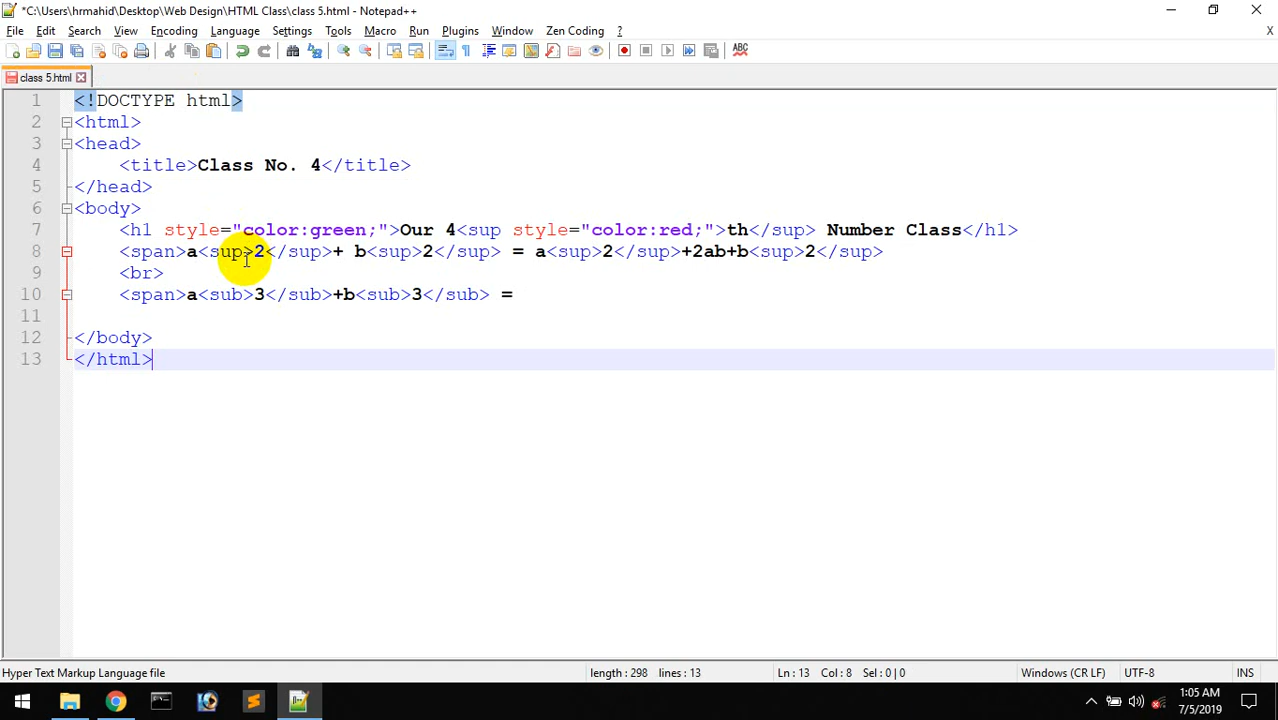 *C:\Users\hrmahid\Desktop\Web Design\HTML Class\class 5.html - Notepad++
File Edit Search View Encoding Language Settings Tools Macro Run Plugins Window Zen Coding ? X
ABC
class 5.html
1 <!DOCTYPE html>
2 <html>
3 <head>
4 <title>Class No. 4</title>
5 </head>
6 <body>
7 <h1 style="color:green;">Our 4<sup style="color:red;">th</sup> Number Class</h1>
8 <span>a<sup>2</sup>+ b<sup>2</sup> = a<sup>2</sup>+2ab+b<sup>2</sup>
9 <br>
10 <span>a<sub>3</sub>+b<sub>3</sub> =
11
12 </body>
13 </html>
Hyper Text Markup Language file length : 298 lines : 13 Ln : 13 Col : 8 Sel : 0 | 0 Windows (CR LF) UTF-8 INS
1:05 AM
7/5/2019